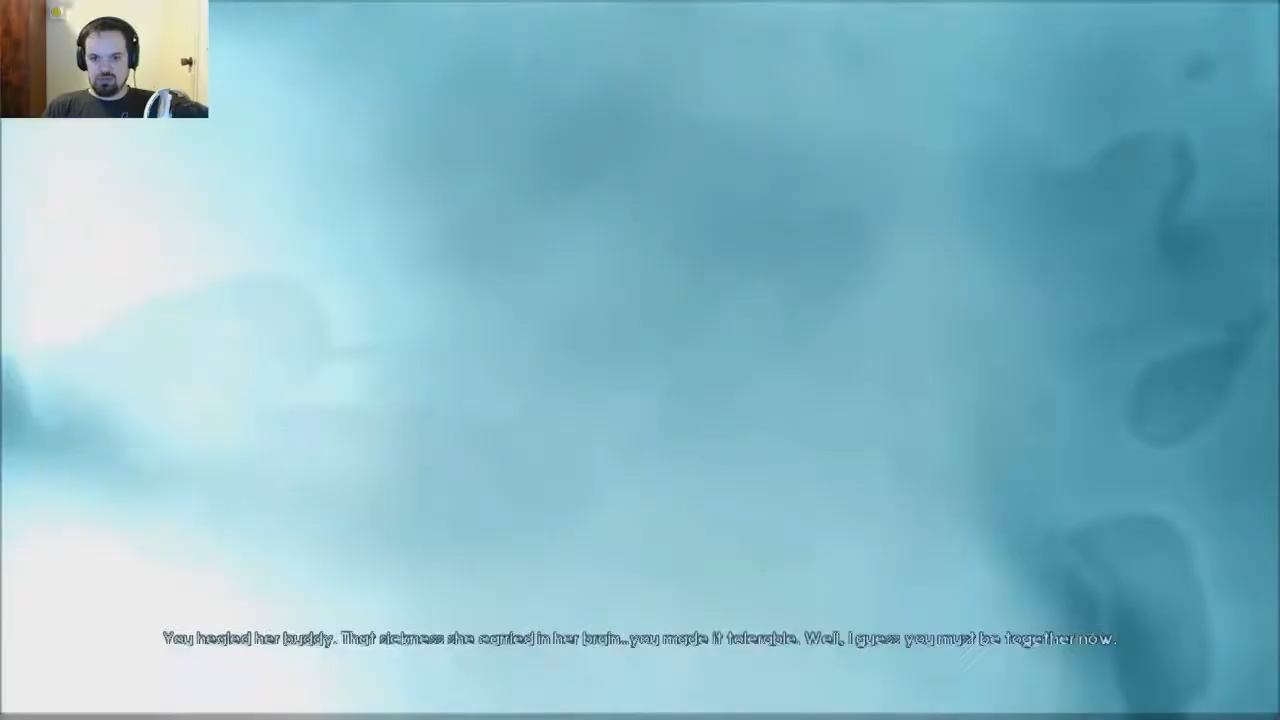 You healed her buddy. That sickness she carried in her brain...you made it tolerable. Well, I guess you must be together now.